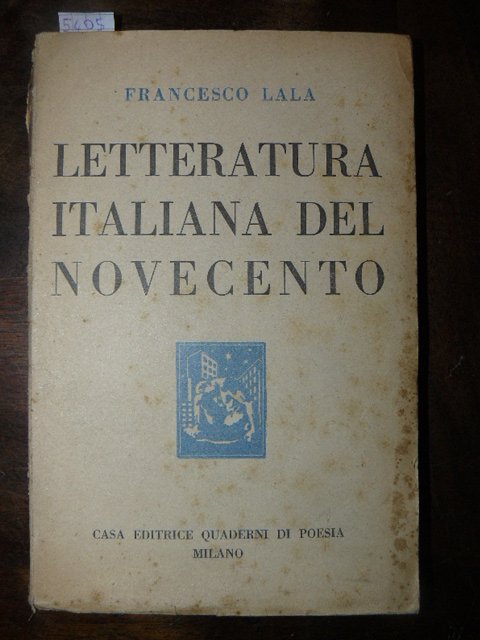 5405
FRANCESCO LALA
LETTERATURA
ITALIANA DEL
NOVECENTO
CASA EDITRICE QUADERNI DI POESIA
MILANO